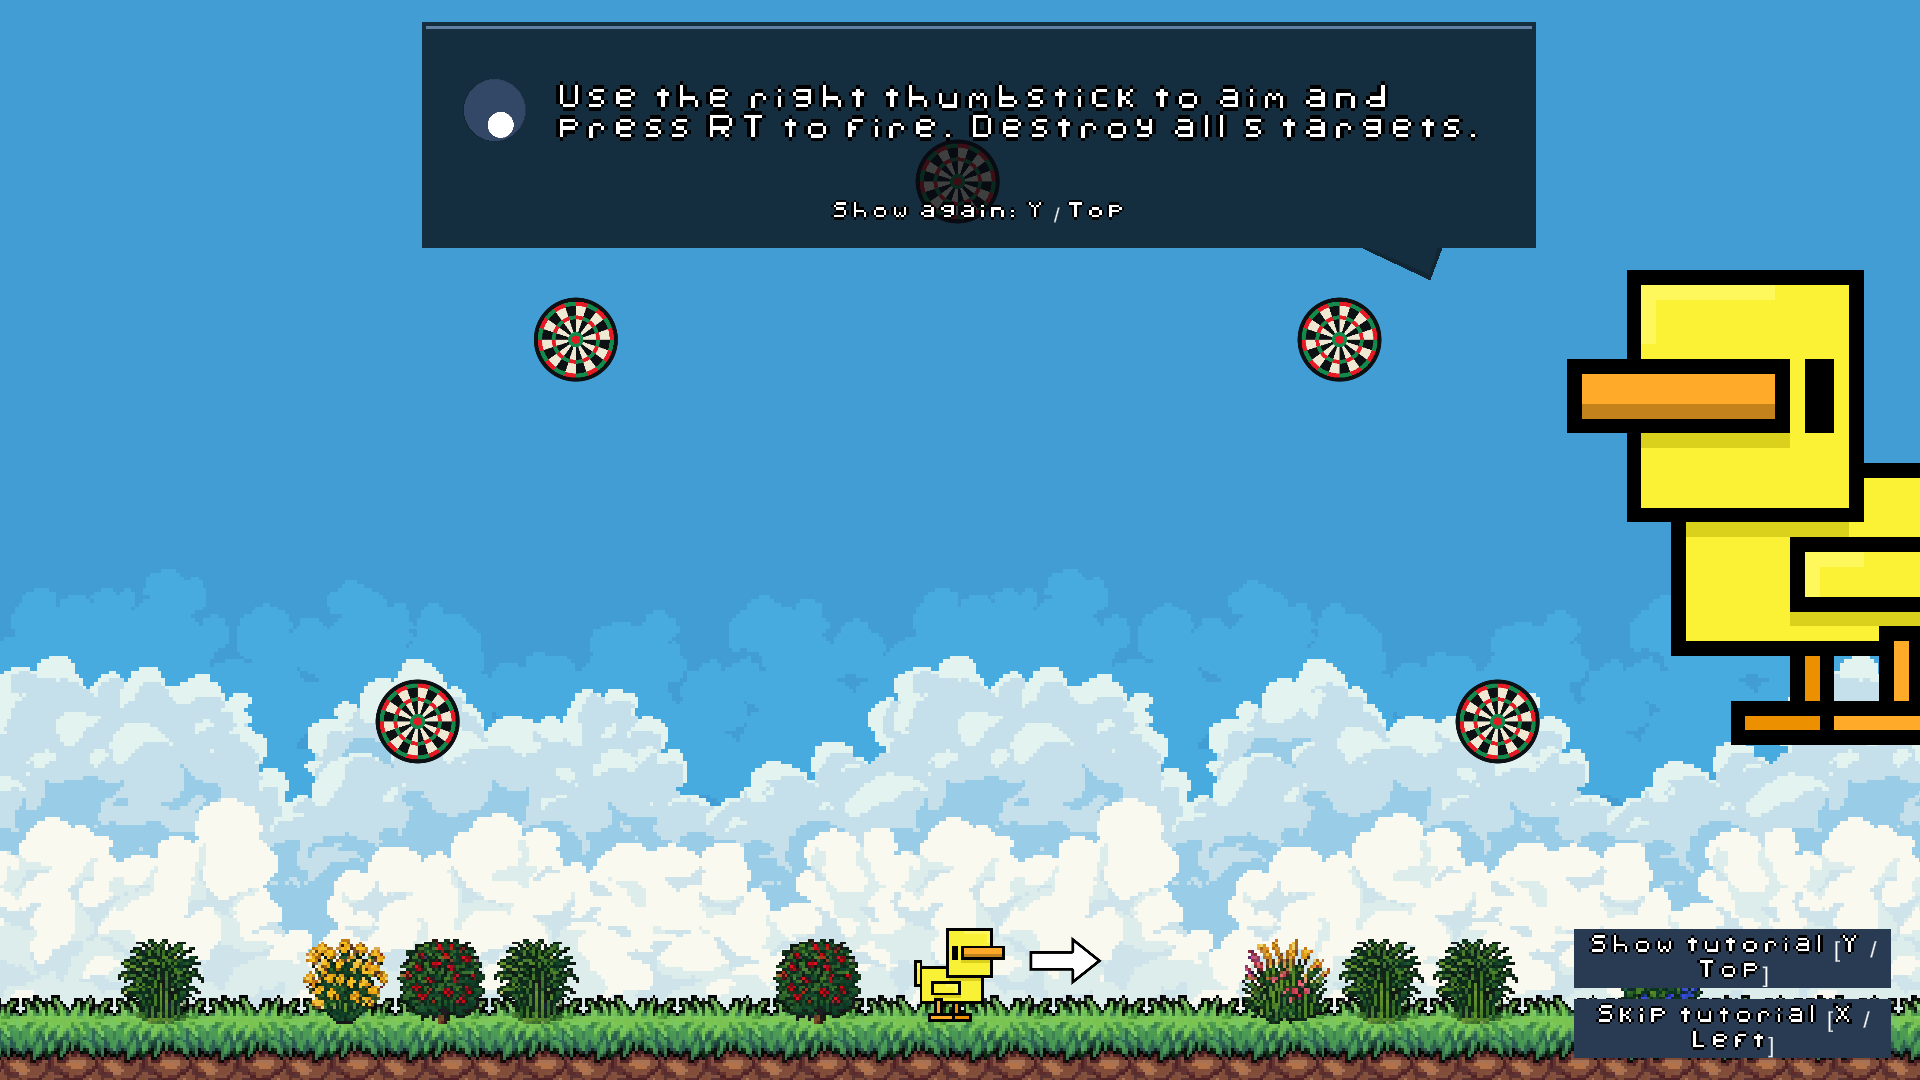 Use the right thumbstick to aim and
press RT to fire. Destroy all 5 targets.
Show again: Y / Top
Show tutorial [Y /
Top]
Skip tutorial [X /
Left]